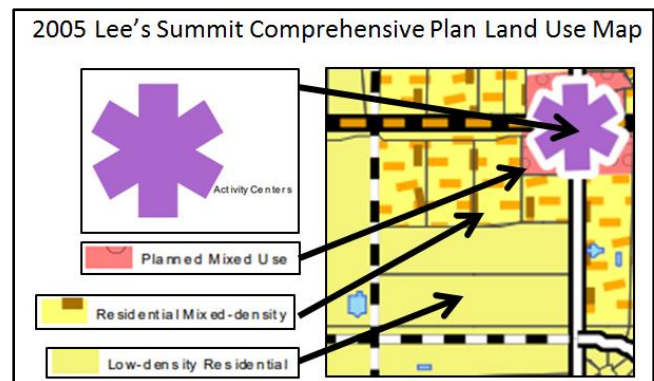 2005 Lee's Summit Comprehensive Plan Land Use Map
Activity Centers
Planned Mixed Use
Residential Mixed-density
Low-density Residential